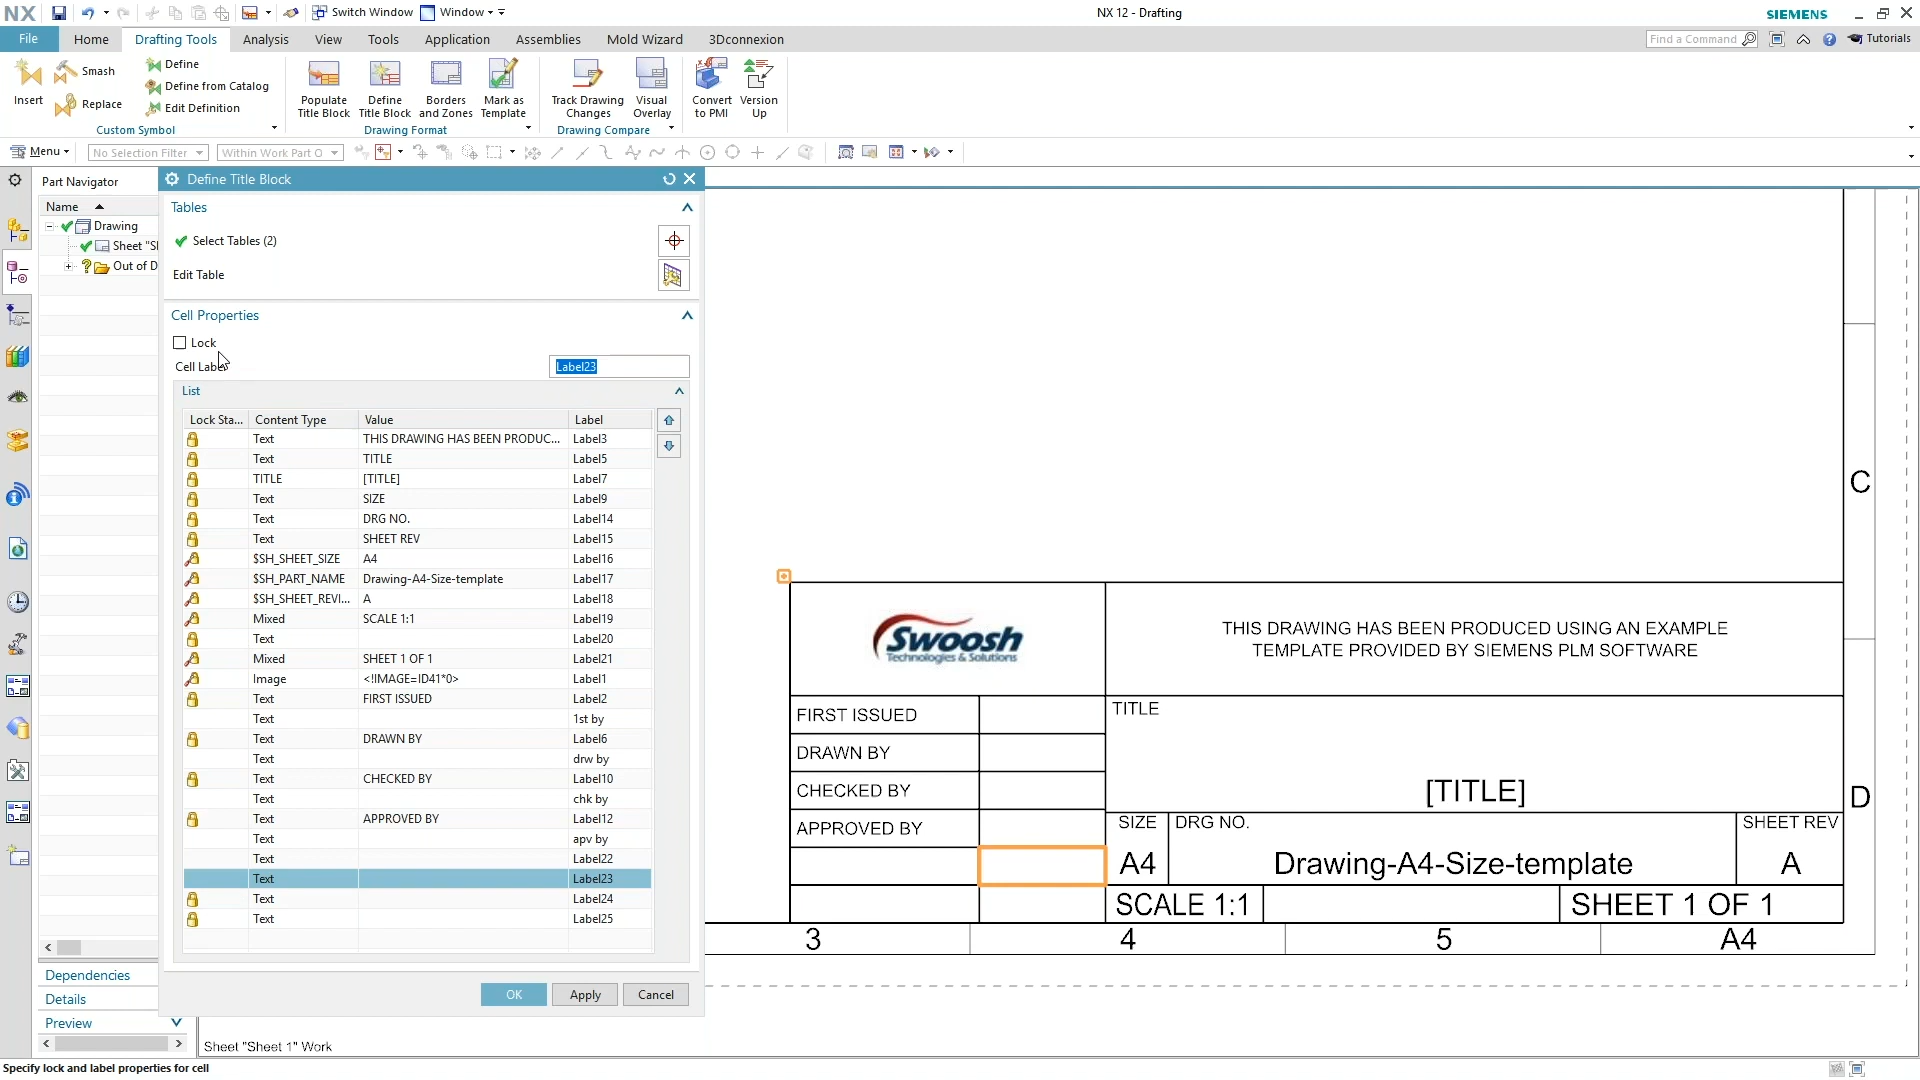 NX
Switch Window
Window
NX 12 - Drafting
SIEMENS
File
Home
Drafting Tools
Analysis
View
Tools
Application
Assemblies
Mold Wizard
3Dconnexion
Find a Command
Tutorials
Insert
Smash
Replace
Define
Define from Catalog
Edit Definition
Populate
Title Block
Define
Title Block
Borders
and Zones
Mark as
Template
Track Drawing
Changes
Visual
Overlay
Convert
to PMI
Version
Up
Custom Symbol
Drawing Format
Drawing Compare
Menu
No Selection Filter
Within Work Part O
Part Navigator
Name
Drawing
Sheet "Sl
Out of D
Define Title Block
Tables
Select Tables (2)
Edit Table
Cell Properties
Lock
Cell Label
Label23
List
Lock Sta... Content Type Value Label
Text THIS DRAWING HAS BEEN PRODUC... Label3
Text TITLE Label5
TITLE [TITLE] Label7
Text SIZE Label9
Text DRG NO. Label14
Text SHEET REV Label15
$SH_SHEET_SIZE A4 Label16
$SH_PART_NAME Drawing-A4-Size-template Label17
$SH_SHEET_REVI... A Label18
Mixed SCALE 1:1 Label19
Text Label20
Mixed SHEET 1 OF 1 Label21
Image <!IMAGE=ID41*0> Label1
Text FIRST ISSUED Label2
Text 1st by
Text DRAWN BY Label6
Text drw by
Text CHECKED BY Label10
Text chk by
Text APPROVED BY Label12
Text apv by
Text Label22
Text Label23
Text Label24
Text Label25
OK
Apply
Cancel
Dependencies
Details
Preview
C
Swoosh
Technologies & Solutions
THIS DRAWING HAS BEEN PRODUCED USING AN EXAMPLE
TEMPLATE PROVIDED BY SIEMENS PLM SOFTWARE
FIRST ISSUED
TITLE
DRAWN BY
CHECKED BY
[TITLE]
D
APPROVED BY
SIZE
DRG NO.
SHEET REV
A4
Drawing-A4-Size-template
A
SCALE 1:1
SHEET 1 OF 1
3
4
5
A4
Sheet "Sheet 1" Work
Specify lock and label properties for cell